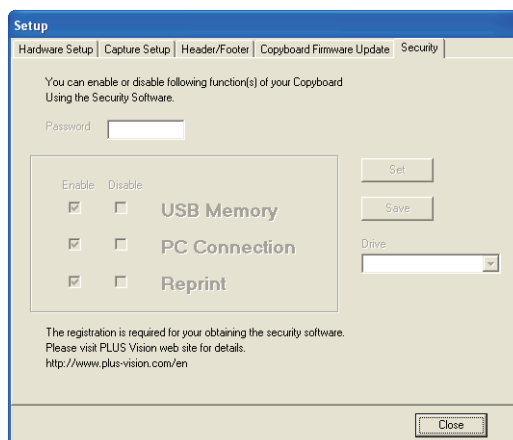 Setup
Hardware Setup Capture Setup Header/Footer Copyboard Firmware Update Security
You can enable or disable following function(s) of your Copyboard
Using the Security Software.
Password
Set
Enable Disable
USB Memory
Save
PC Connection
Drive
Reprint
The registration is required for your obtaining the security software.
Please visit PLUS Vision web site for details.
http://www.plus-vision.com/en
Close